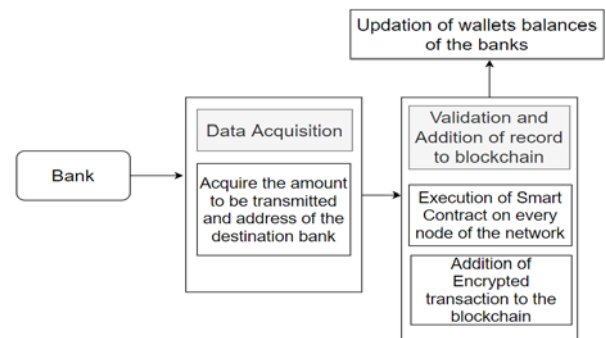 Updation of wallets balances
of the banks
Data Acquisition
Validation and
Addition of record
to blockchain
Bank
Acquire the amount
to be transmitted
and address of the
destination bank
Execution of Smart
Contract on every
node of the network
Addition of
Encrypted
transaction to the
blockchain